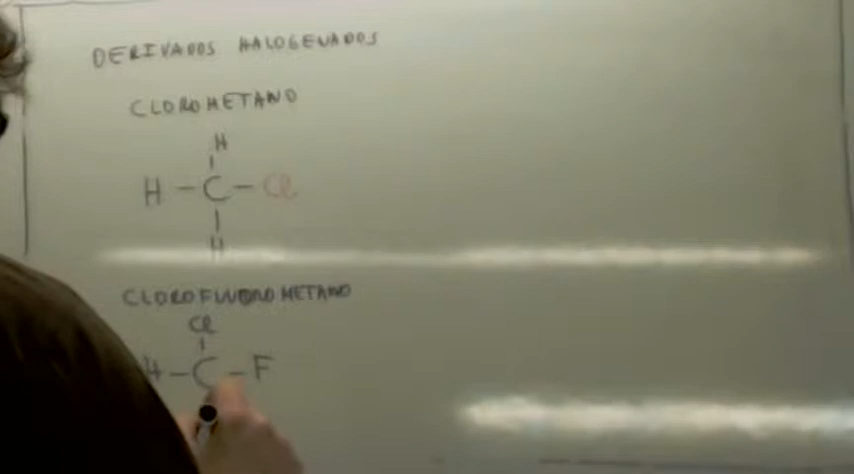 DERIVADOS HALOGENADOS
CLOROMETANO
H
H - C - Cl
H
CLOROFLUOROMETANO
Cl
H - C - F